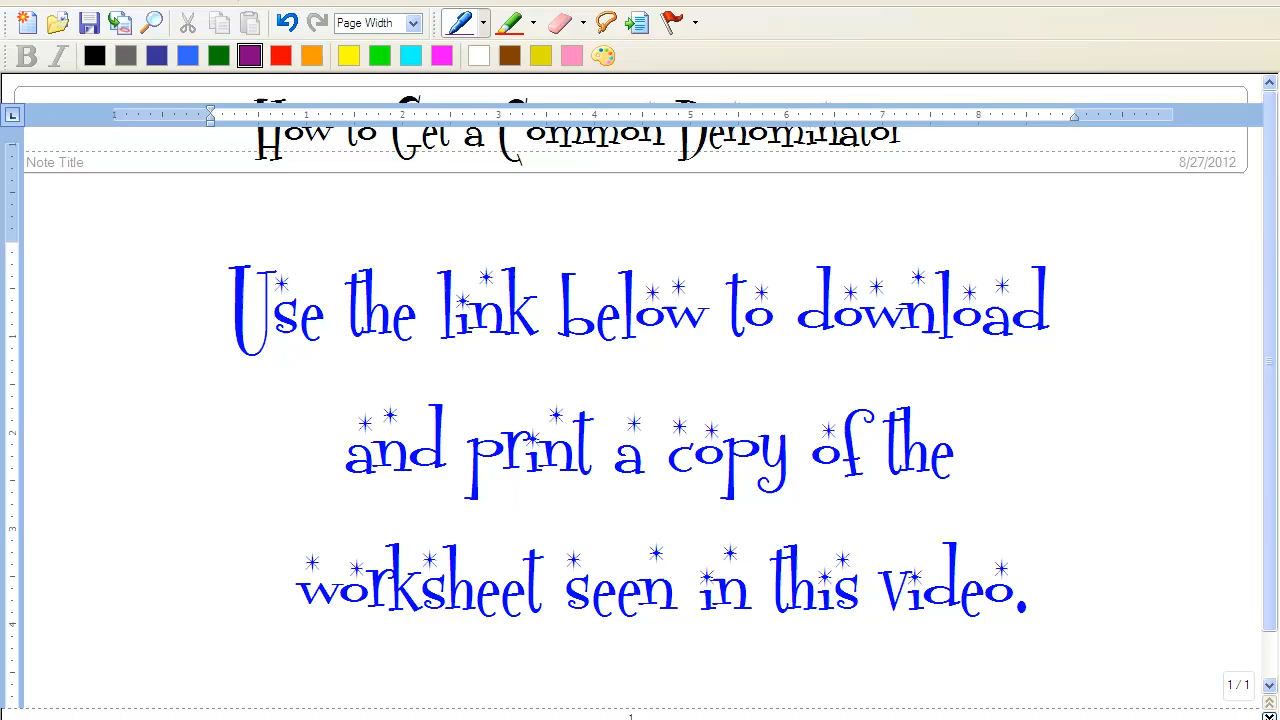 Page Width
How to Get a Common Denominator
Note Title
8/27/2012
Use the link below to download
and print a copy of the
worksheet seen in this video.
1 / 1
1